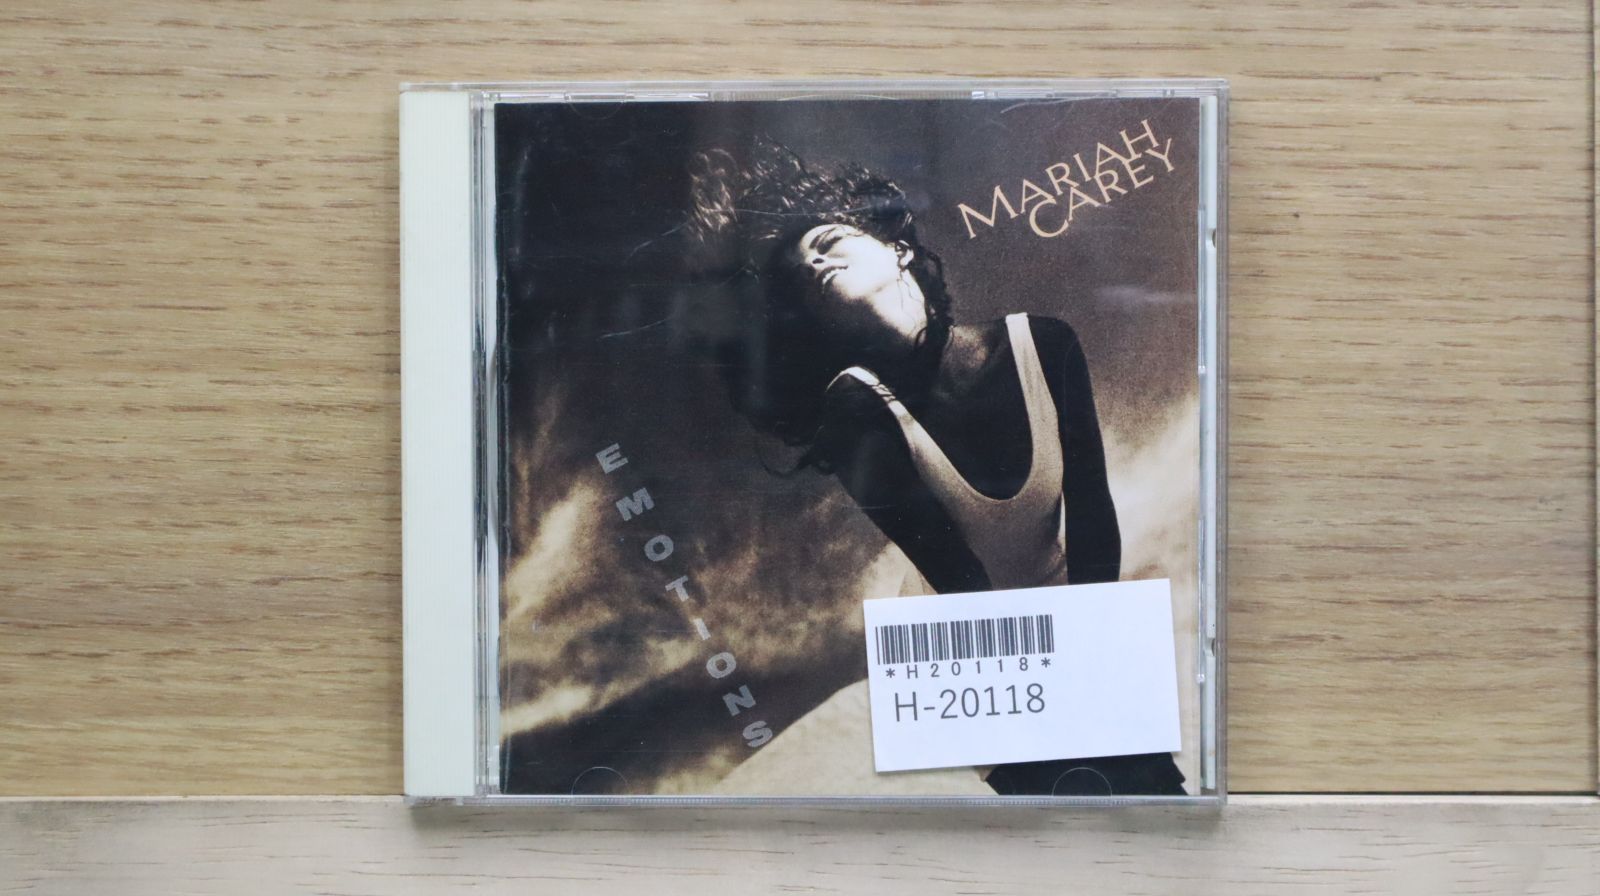 MARIAH
CAREY
EMOTIONS
*H20118*
H-20118